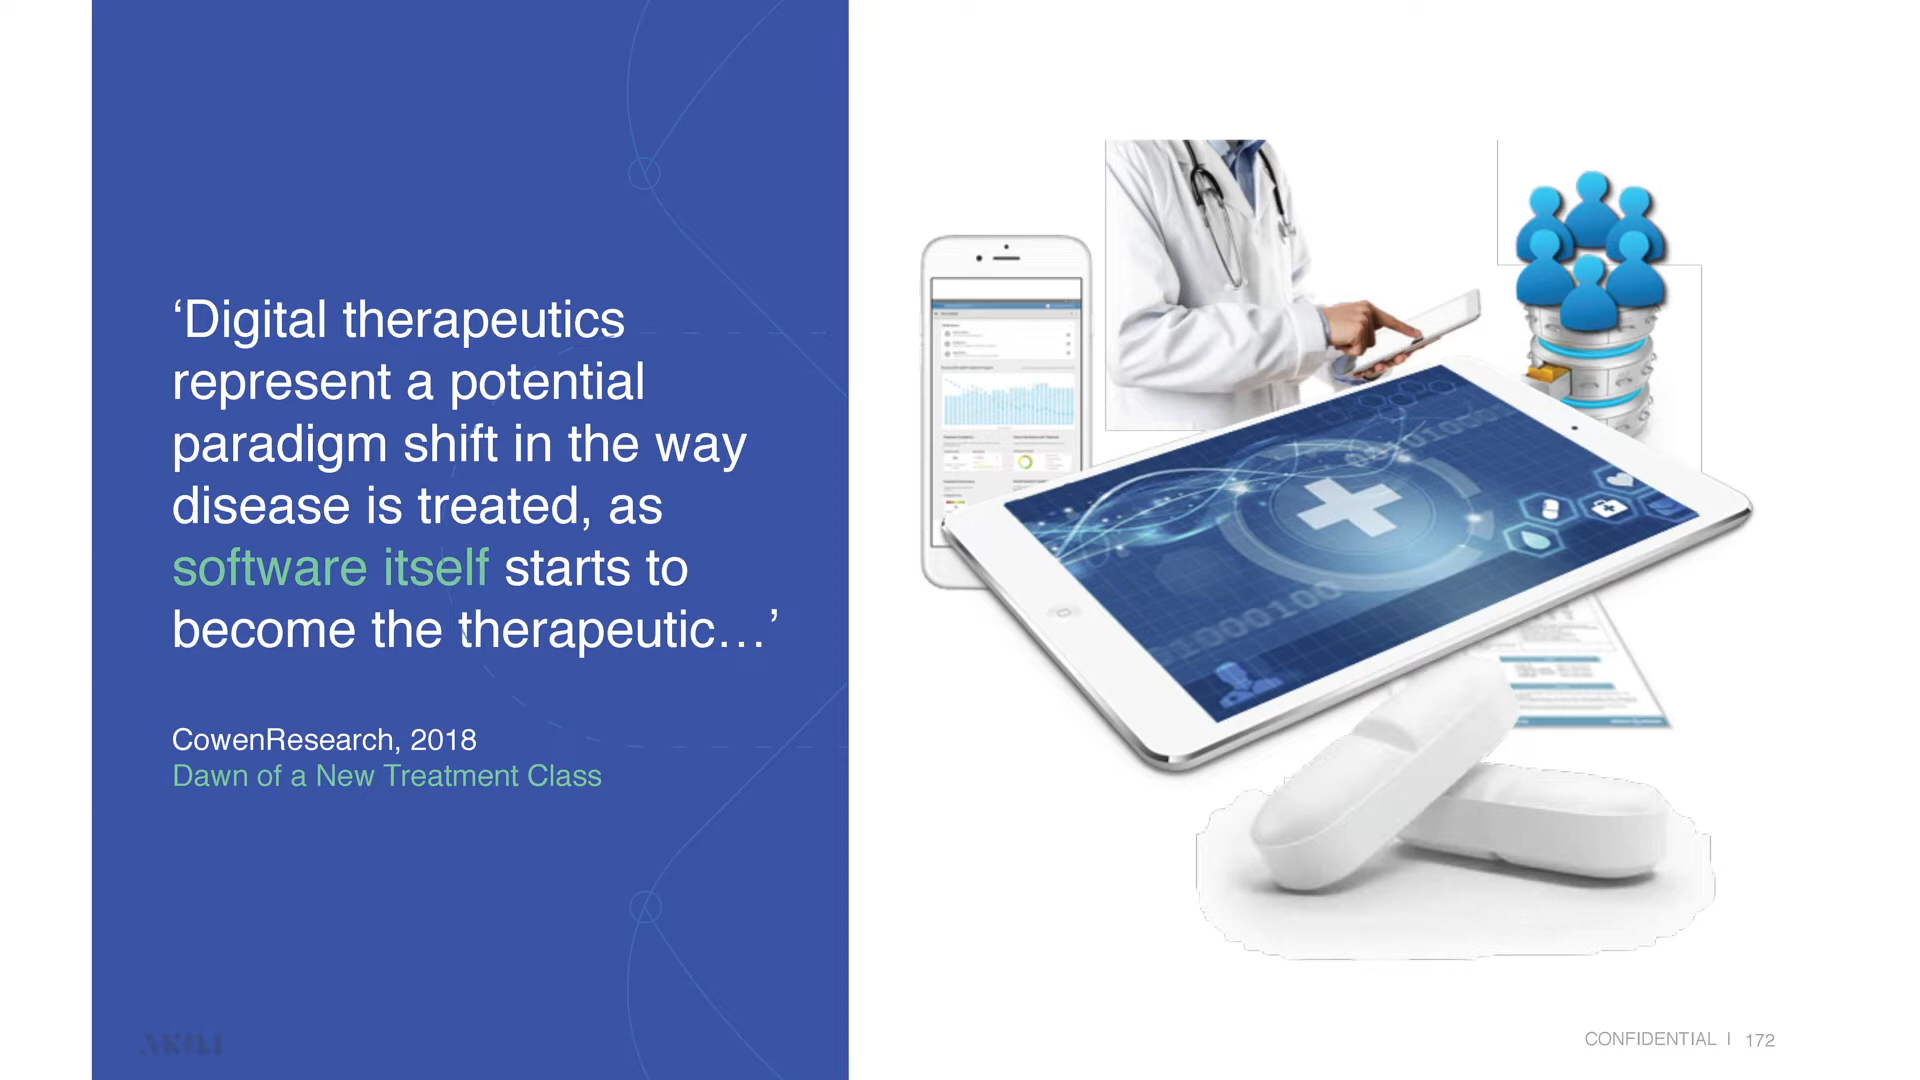 ‘Digital therapeutics
represent a potential
paradigm shift in the way
disease is treated, as
software itself starts to
become the therapeutic…’
CowenResearch, 2018
Dawn of a New Treatment Class
AKILI
CONFIDENTIAL I 172